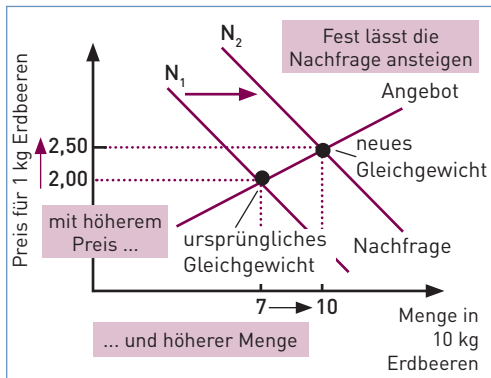 N2
Fest lässt die
Nachfrage ansteigen
N1
Angebot
Preis für 1 kg Erdbeeren
2,50
neues
Gleichgewicht
2,00
mit höherem
Preis ...
ursprüngliches
Gleichgewicht
Nachfrage
7
10
Menge in
10 kg
Erdbeeren
... und höherer Menge